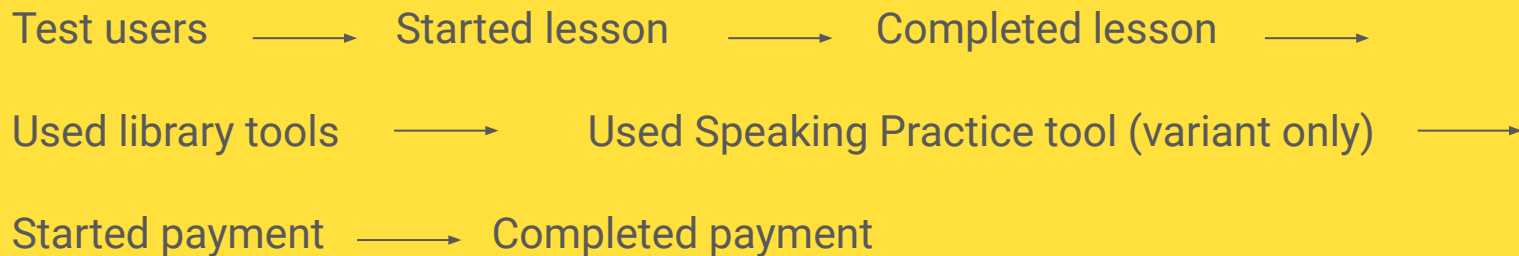 Test users Started lesson Completed lesson
Used library tools Used Speaking Practice tool (variant only)
Started payment Completed payment